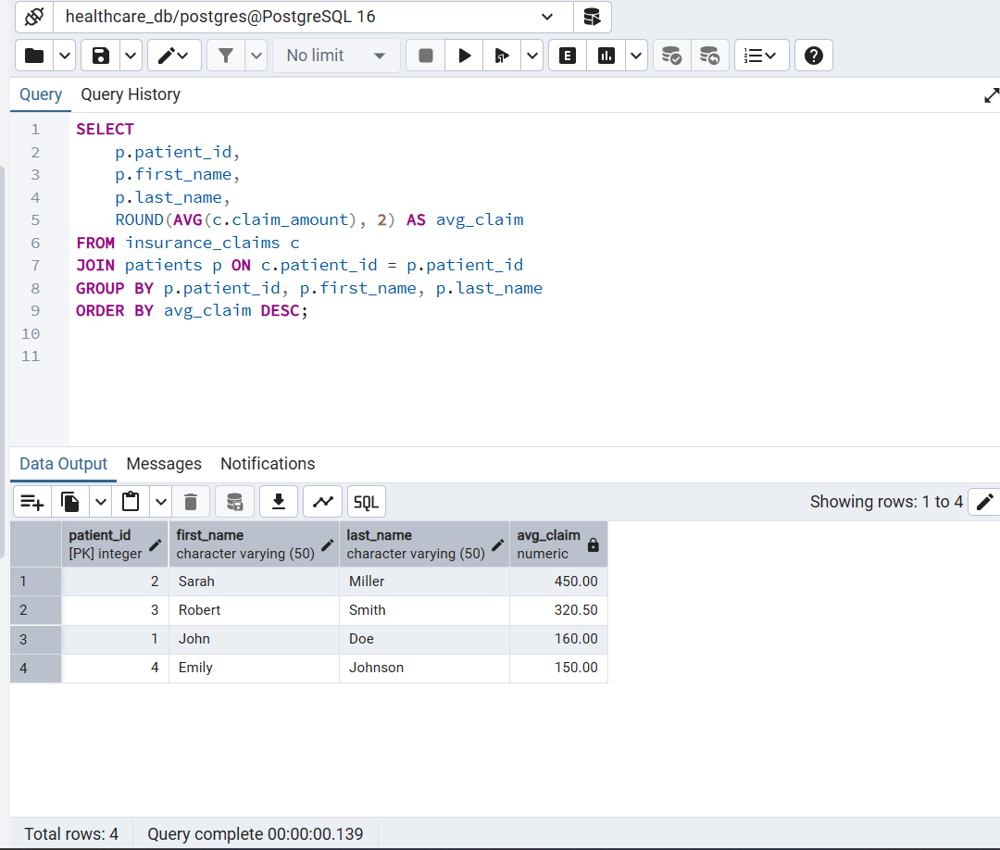 healthcare_db/postgres@PostgreSQL 16
No limit
E
Query Query History
1 SELECT
2 p.patient_id,
3 p.first_name,
4 p.last_name,
5 ROUND(AVG(c.claim_amount), 2) AS avg_claim
6 FROM insurance_claims c
7 JOIN patients p ON c.patient_id = p.patient_id
8 GROUP BY p.patient_id, p.first_name, p.last_name
9 ORDER BY avg_claim DESC;
10
11
Data Output Messages Notifications
SQL Showing rows: 1 to 4
patient_id first_name last_name avg_claim
[PK] integer character varying (50) character varying (50) numeric
1 2 Sarah Miller 450.00
2 3 Robert Smith 320.50
3 1 John Doe 160.00
4 4 Emily Johnson 150.00
Total rows: 4 Query complete 00:00:00.139